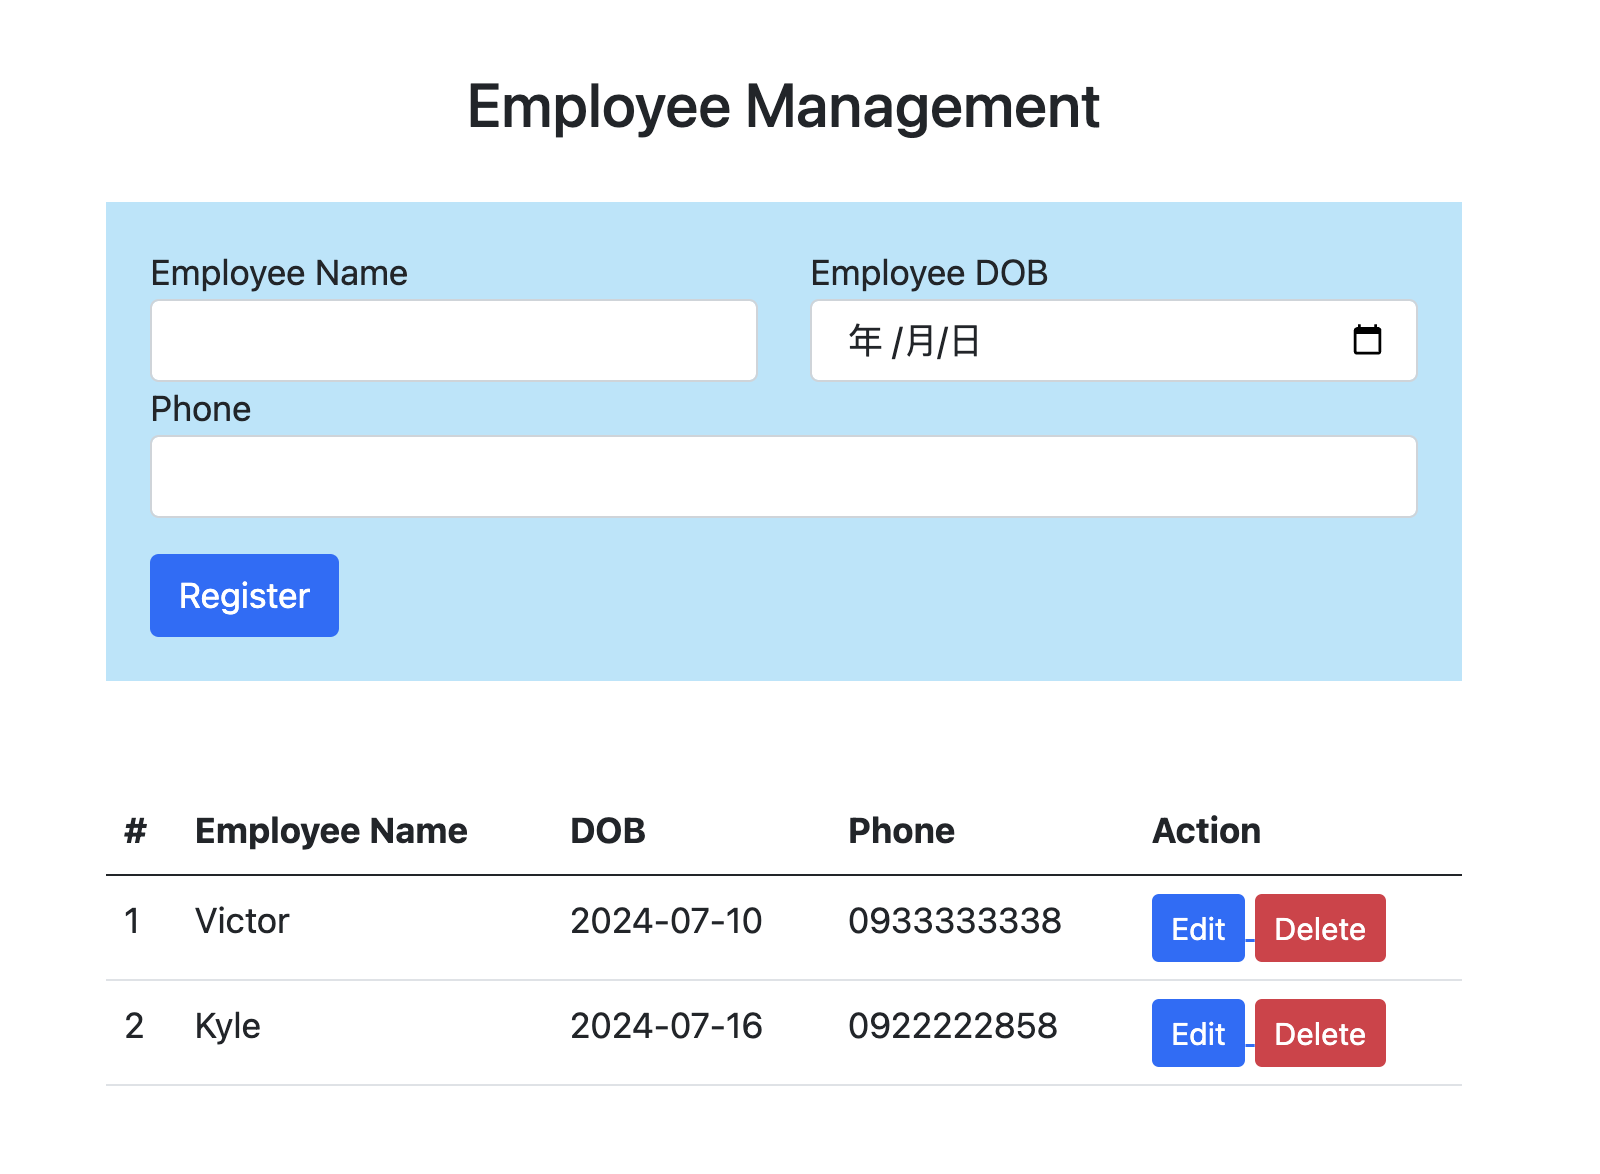 Employee Management
Employee Name Employee DOB
年 /月/日
Phone
Register
# Employee Name DOB Phone Action
1 Victor 2024-07-10 0933333338 Edit Delete
2 Kyle 2024-07-16 0922222858 Edit Delete